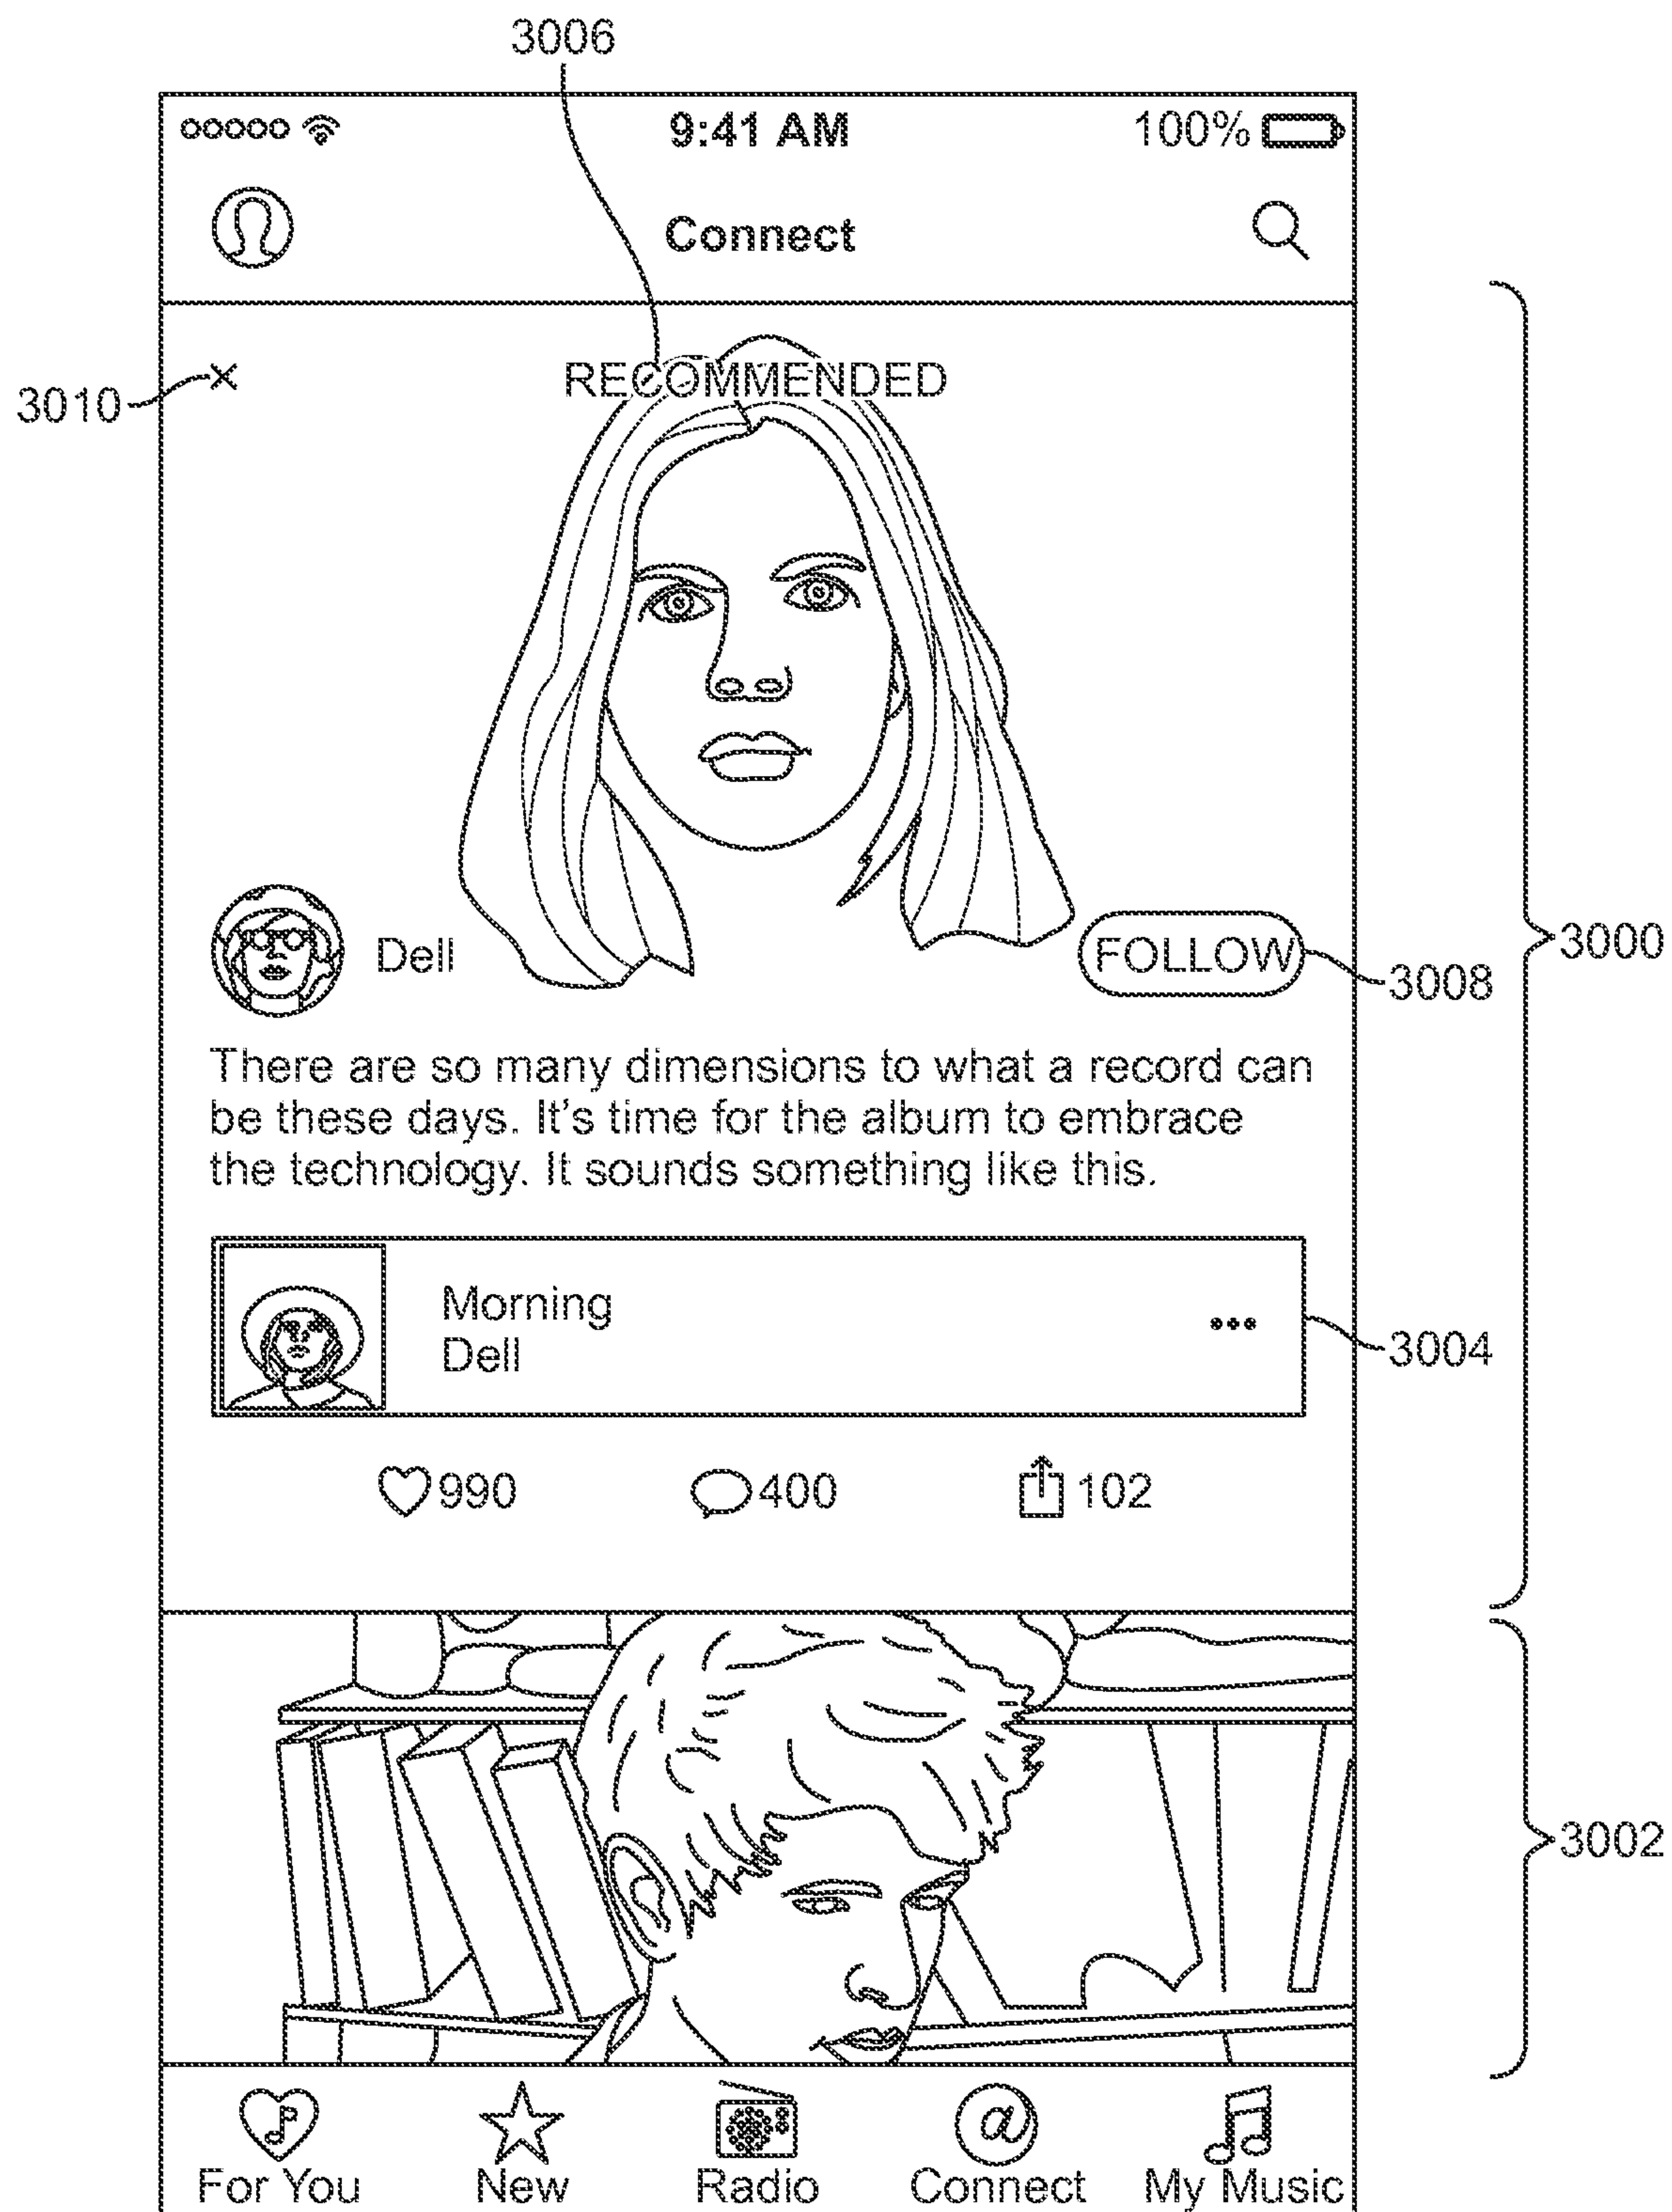 3006
9:41 AM
100%
Connect
3010
RECOMMENDED
Dell
FOLLOW
3000
3008
There are so many dimensions to what a record can
be these days. It's time for the album to embrace
the technology. It sounds something like this.
Morning
Dell
3004
990
400
102
3002
@
For You
New
Radio
Connect
My Music